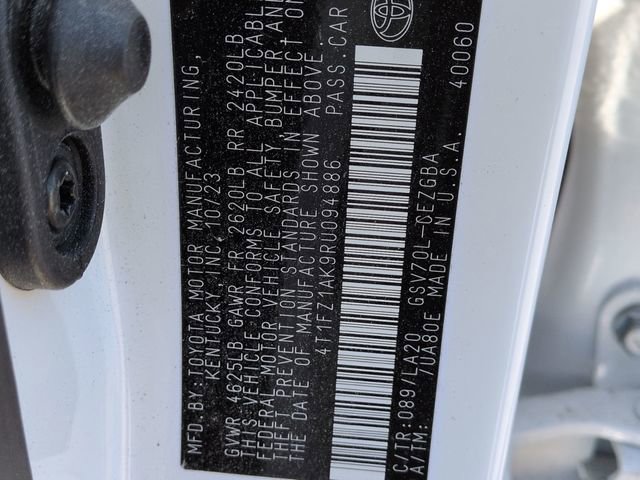 MFD. BY: TOYOTA MOTOR MANUFACTURING,
KENTUCKY, INC. 10/23
GVWR 4625LB GAWR FR 2620LB RR 2420LB
THIS VEHICLE CONFORMS TO ALL APPLICABL
FEDERAL MOTOR VEHICLE SAFETY, BUMPER AND
THEFT PREVENTION STANDARDS IN EFFECT ON
THE DATE OF MANUFACTURE SHOWN ABOVE.
4T1FZ1AK9RU094886 PASS. CAR
C/TR:089/LA20 GSV70L-CEZGBA
A/TM: /UA80E MADE IN U.S.A. 40060